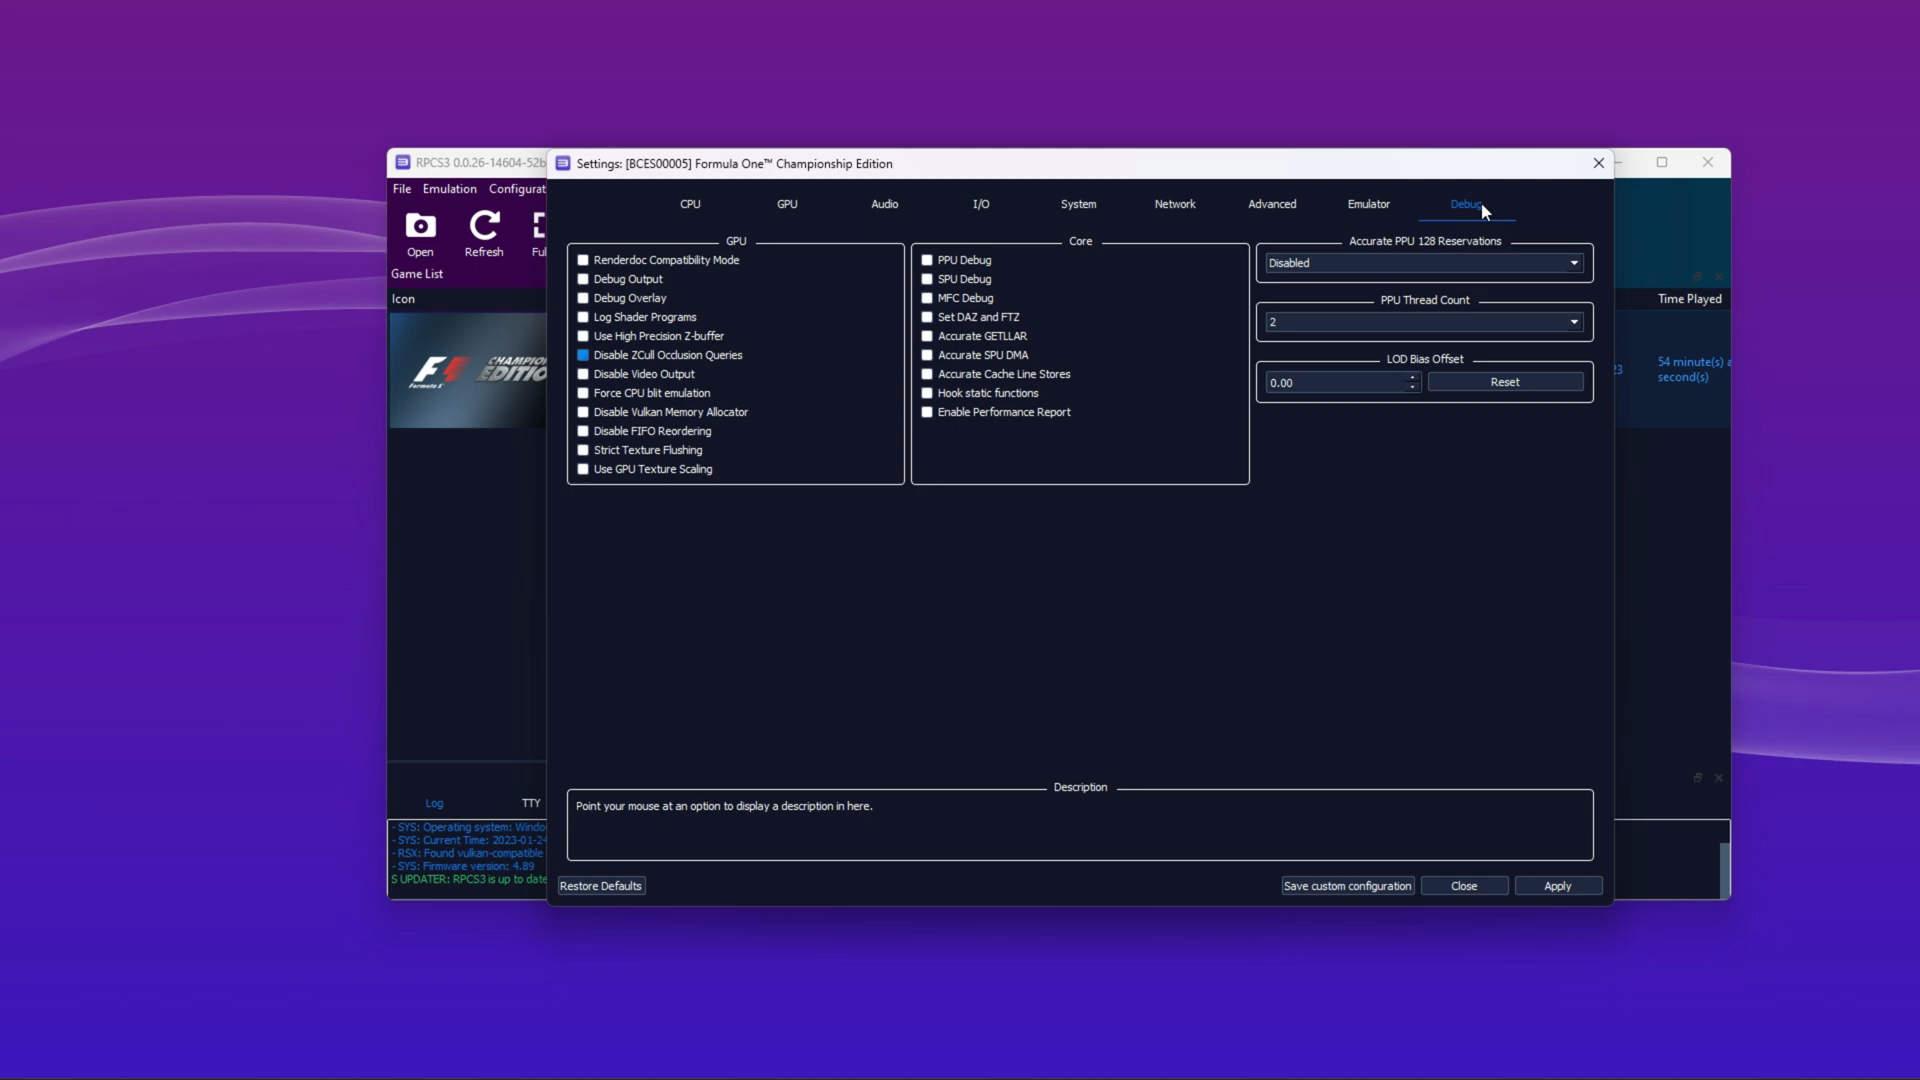 RPCS3 0.0.26-14604-52b
Settings: [BCES00005] Formula One™ Championship Edition
File Emulation Configurat
Open Refresh Ful
Game List
Icon
Time Played
Formula 1
F1 CHAMPION
EDITIO
23
54 minute(s) a
second(s)
CPU GPU Audio I/O System Network Advanced Emulator Debug
GPU
Renderdoc Compatibility Mode
Debug Output
Debug Overlay
Log Shader Programs
Use High Precision Z-buffer
Disable ZCull Occlusion Queries
Disable Video Output
Force CPU blit emulation
Disable Vulkan Memory Allocator
Disable FIFO Reordering
Strict Texture Flushing
Use GPU Texture Scaling
Core
PPU Debug
SPU Debug
MFC Debug
Set DAZ and FTZ
Accurate GETLLAR
Accurate SPU DMA
Accurate Cache Line Stores
Hook static functions
Enable Performance Report
Accurate PPU 128 Reservations
Disabled
PPU Thread Count
2
LOD Bias Offset
0.00 Reset
Description
Point your mouse at an option to display a description in here.
Log TTY
- SYS: Operating system: Windo
- SYS: Current Time: 2023-01-24
- RSX: Found vulkan-compatible
- SYS: Firmware version: 4.89
S UPDATER: RPCS3 is up to date
Restore Defaults Save custom configuration Close Apply